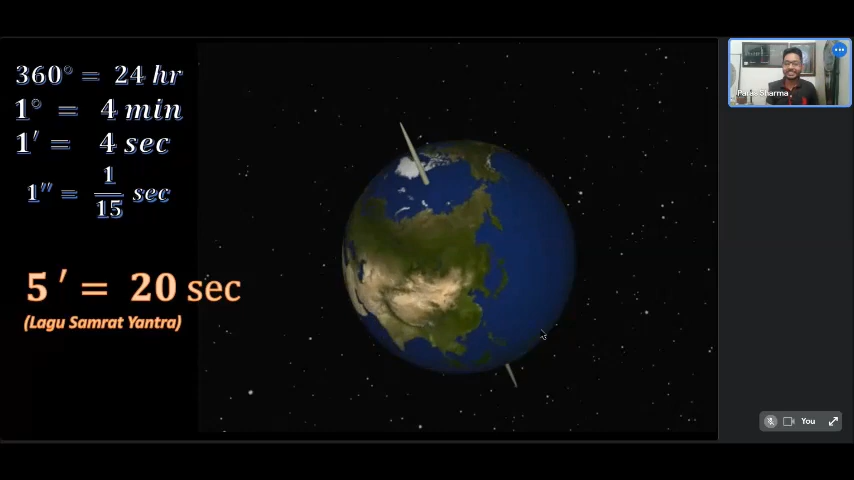 360° = 24 hr
1° = 4 min
1′ = 4 sec
1″ = 1/15 sec
5′ = 20 sec
(Lagu Samrat Yantra)
Sharma
You